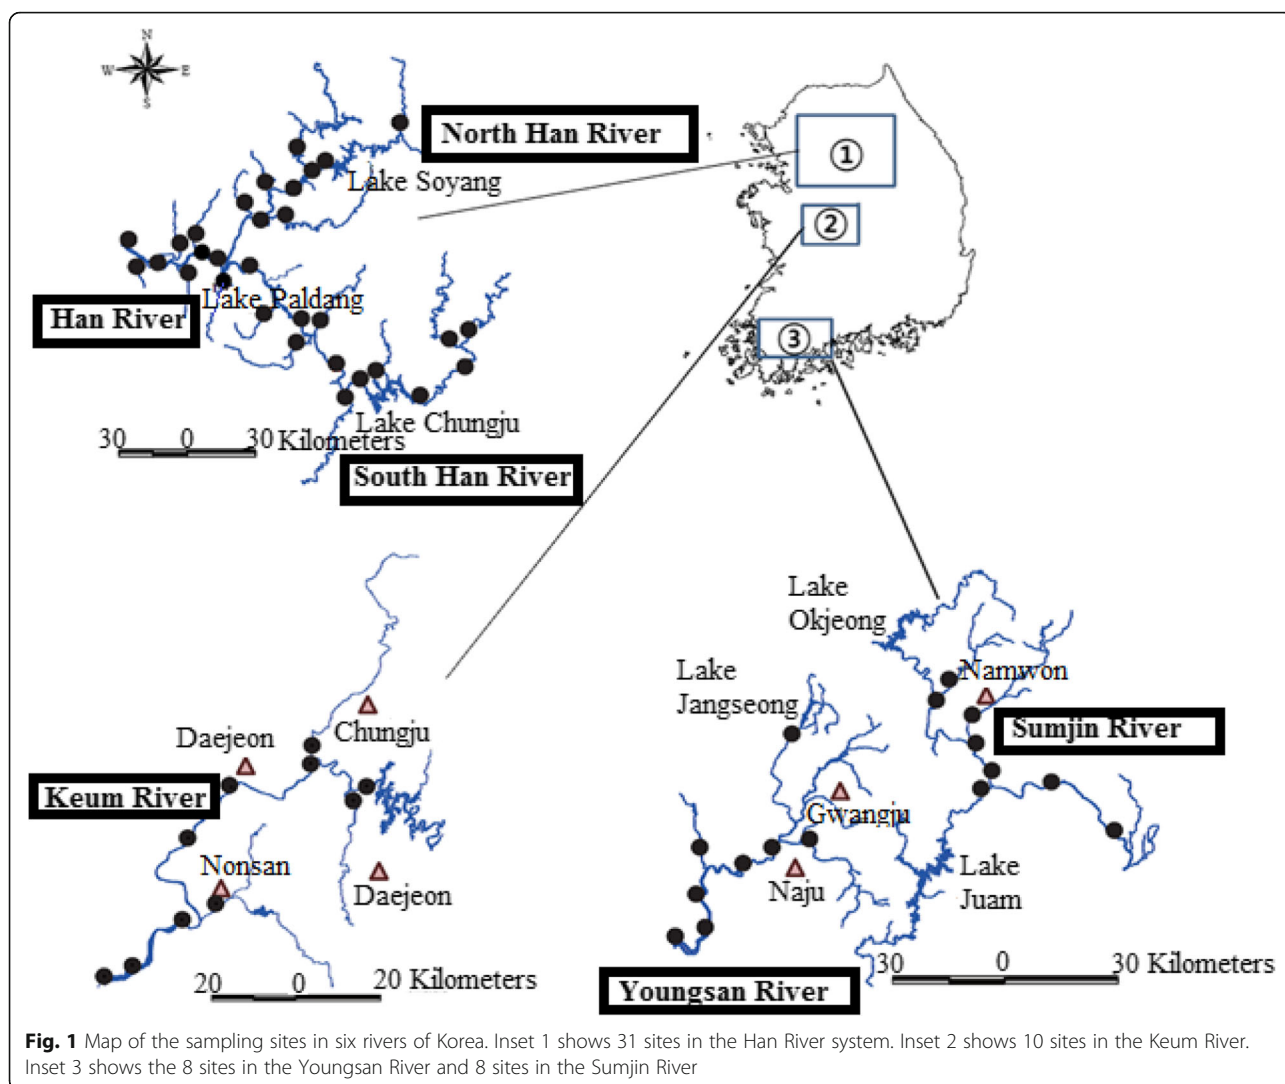 N
W
E
S
North Han River
①
Lake Soyang
②
Lake Paldang
Han River
③
Lake Chungju
30 0 30 Kilometers
South Han River
Lake
Okjeong
Namwon
Lake
Jangseong
Sumjin River
Chungju
Daejeon
Keum River
Gwangju
Nonsan
Daejeon
Naju
Lake
Juam
20 0 20 Kilometers
30 0 30 Kilometers
Youngsan River
Fig. 1 Map of the sampling sites in six rivers of Korea. Inset 1 shows 31 sites in the Han River system. Inset 2 shows 10 sites in the Keum River.
Inset 3 shows the 8 sites in the Youngsan River and 8 sites in the Sumjin River